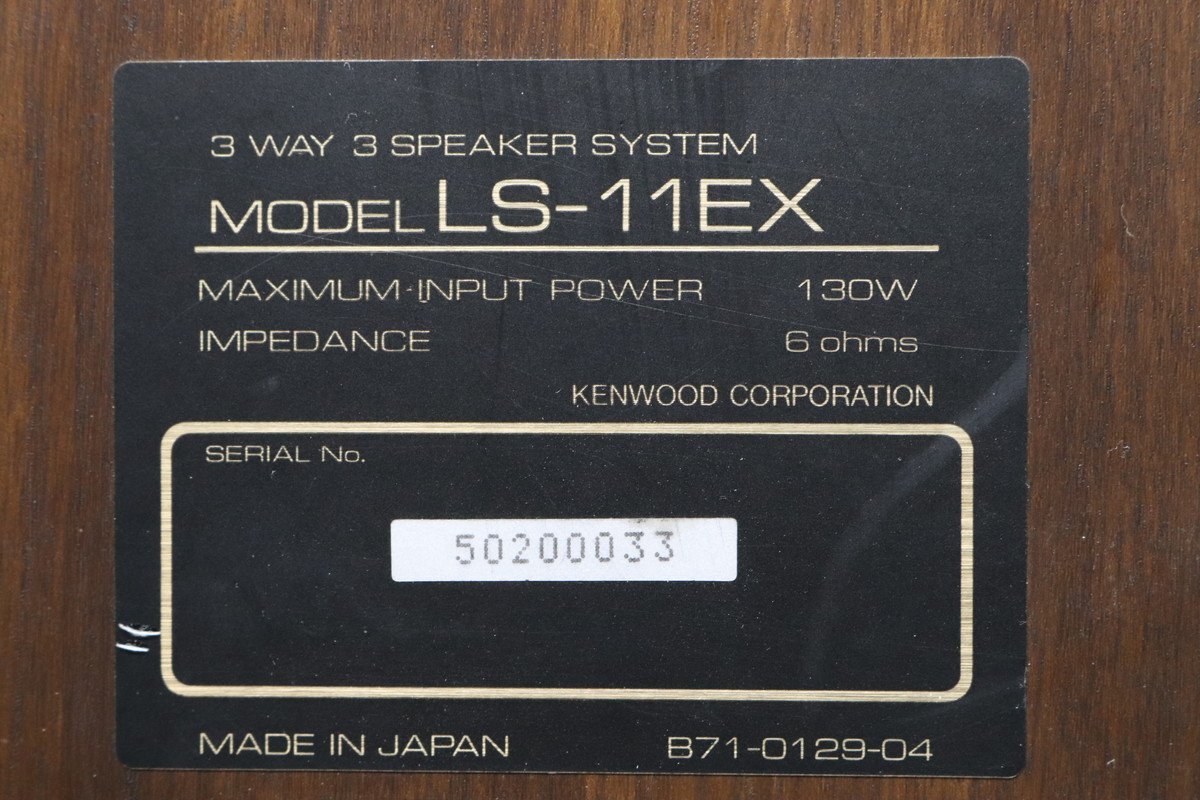 3 WAY 3 SPEAKER SYSTEM
MODEL LS-11EX
MAXIMUM INPUT POWER 130W
IMPEDANCE 6 ohms
KENWOOD CORPORATION
SERIAL No.
50200033
MADE IN JAPAN B71-0129-04